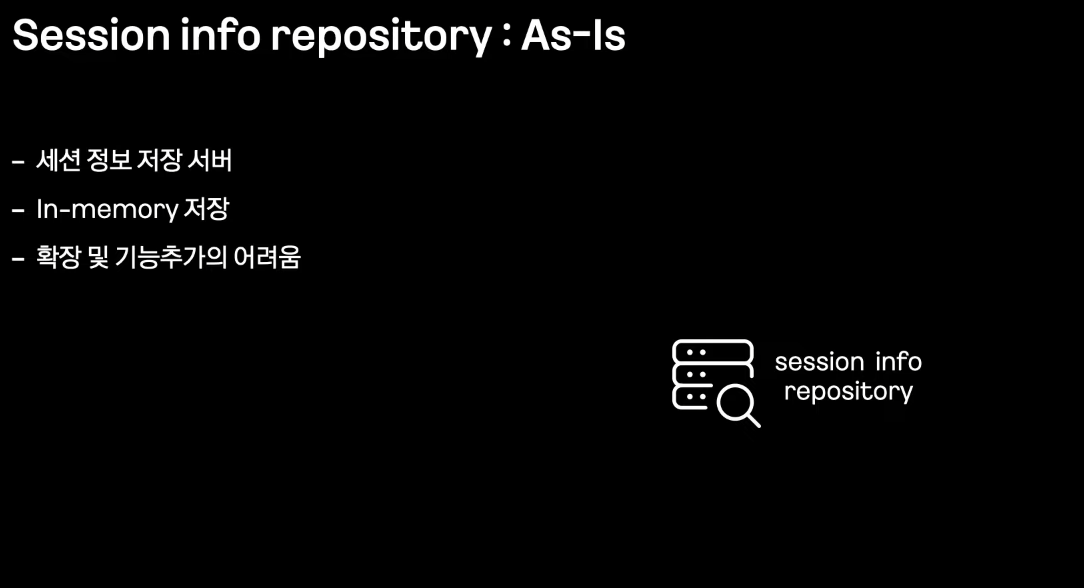 Session info repository : As-Is
- 세션 정보 저장 서버
- In-memory 저장
- 확장 및 기능추가의 어려움
session info
repository